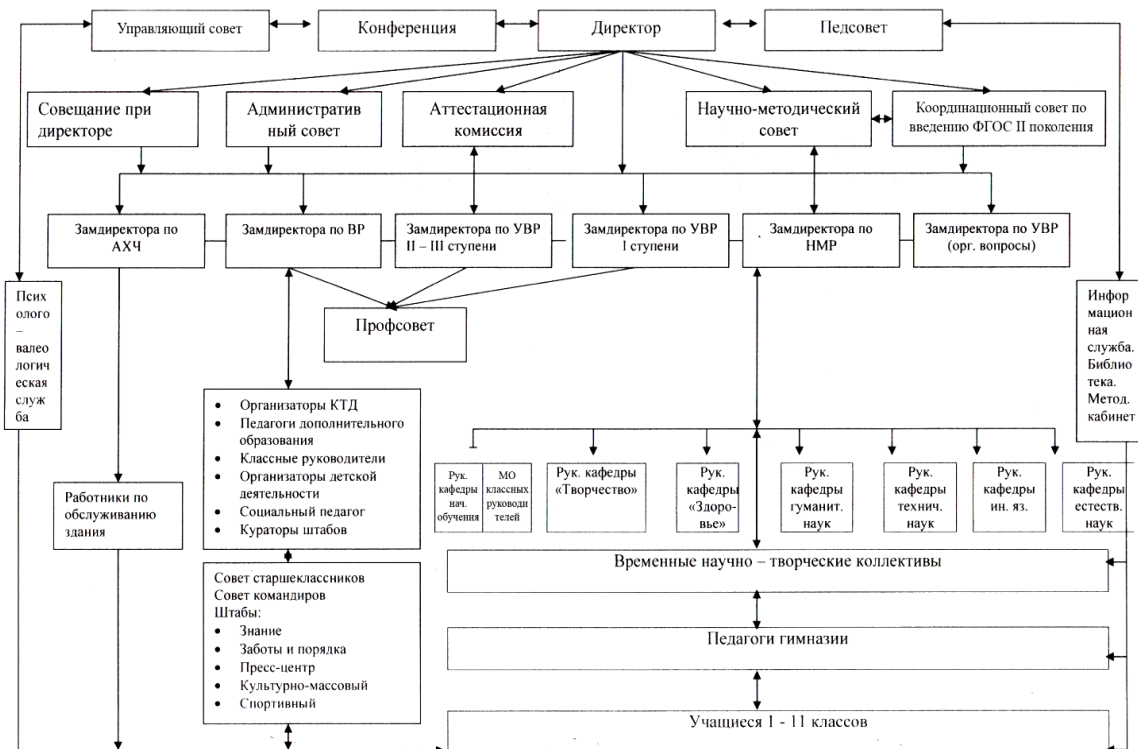 Управляющий совет
Конференция
Директор
Педсовет
Совещание при
директоре
Административ
ный совет
Аттестационная
комиссия
Научно-методический
совет
Координационный совет по
введению ФГОС II поколения
Замдиректора по
АХЧ
Замдиректора по ВР
Замдиректора по УВР
II – III ступени
Замдиректора по УВР
I ступени
Замдиректора по
НМР
Замдиректора по УВР
(орг. вопросы)
Псих
олого
–
валео
логич
еская
служ
ба
Профсовет
Инфор
мацион
ная
служба.
Библио
тека.
Метод.
кабинет
• Организаторы КТД
• Педагоги дополнительного
образования
• Классные руководители
• Организаторы детской
деятельности
• Социальный педагог
• Кураторы штабов
Рук.
кафедры
нач.
обучения
МО
классных
руководи
телей
Рук. кафедры
«Творчество»
Рук.
кафедры
«Здоро-
вье»
Рук.
кафедры
гуманит.
наук
Рук.
кафедры
технич.
наук
Рук.
кафедры
ин. яз.
Рук.
кафедры
естеств.
наук
Работники по
обслуживанию
здания
Временные научно – творческие коллективы
Совет старшеклассников
Совет командиров
Штабы:
• Знание
• Заботы и порядка
• Пресс-центр
• Культурно-массовый
• Спортивный
Педагоги гимназии
Учащиеся 1 - 11 классов